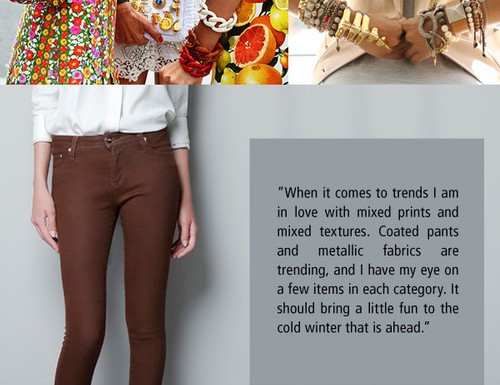 “When it comes to trends I am
in love with mixed prints and
mixed textures. Coated pants
and metallic fabrics are
trending, and I have my eye on
a few items in each category. It
should bring a little fun to the
cold winter that is ahead.”